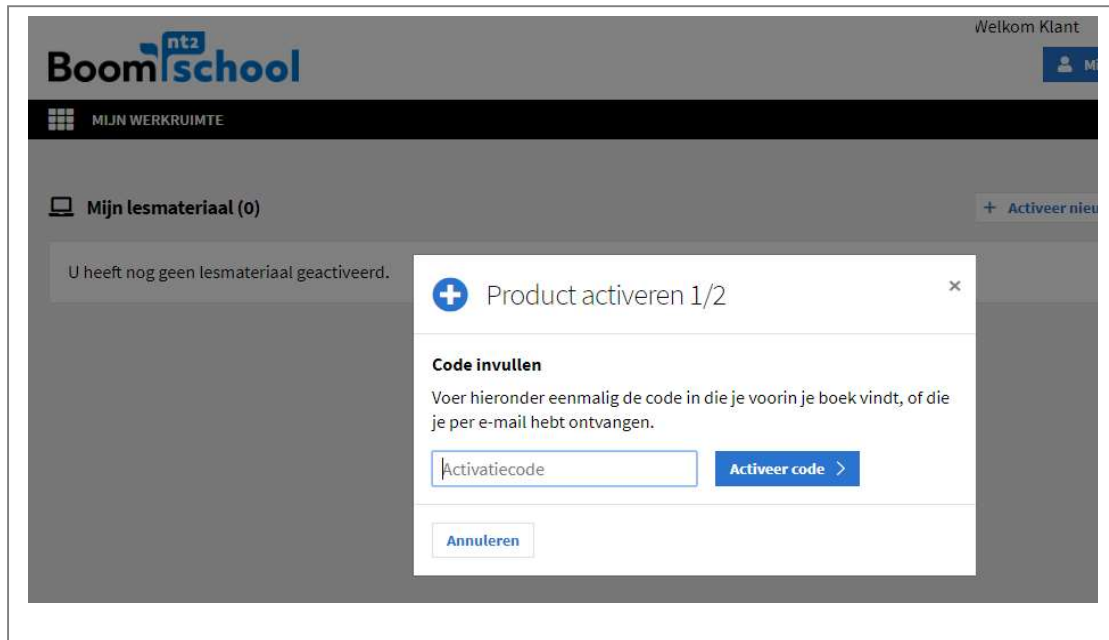 Welkom Klant
nt2
Boom school
MIJN WERKRUIMTE
Mijn lesmateriaal (0)
+ Activeer
U heeft nog geen lesmateriaal geactiveerd.
Product activeren 1/2
×
Code invullen
Voer hieronder eenmalig de code in die je voorin je boek vindt, of die
je per e-mail hebt ontvangen.
Activatiecode
Activeer code >
Annuleren